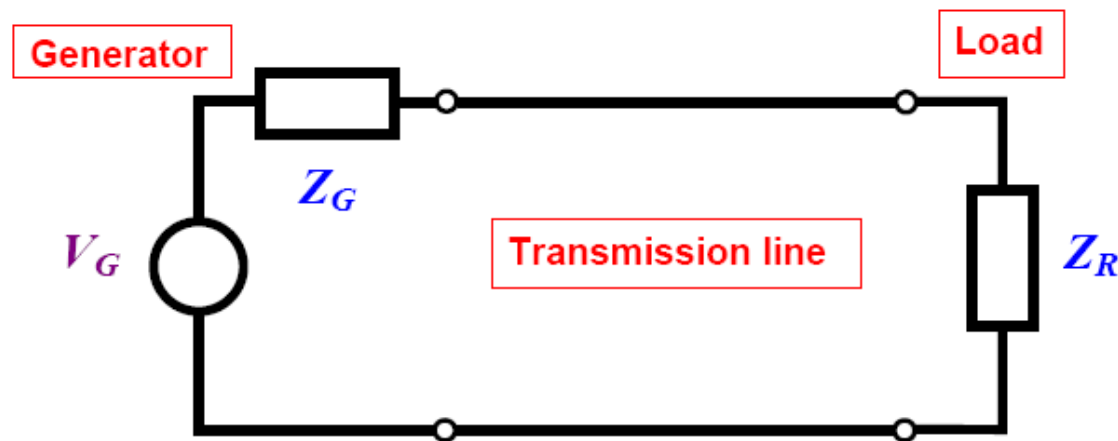 Generator
Load
Z_G
V_G
Transmission line
Z_R